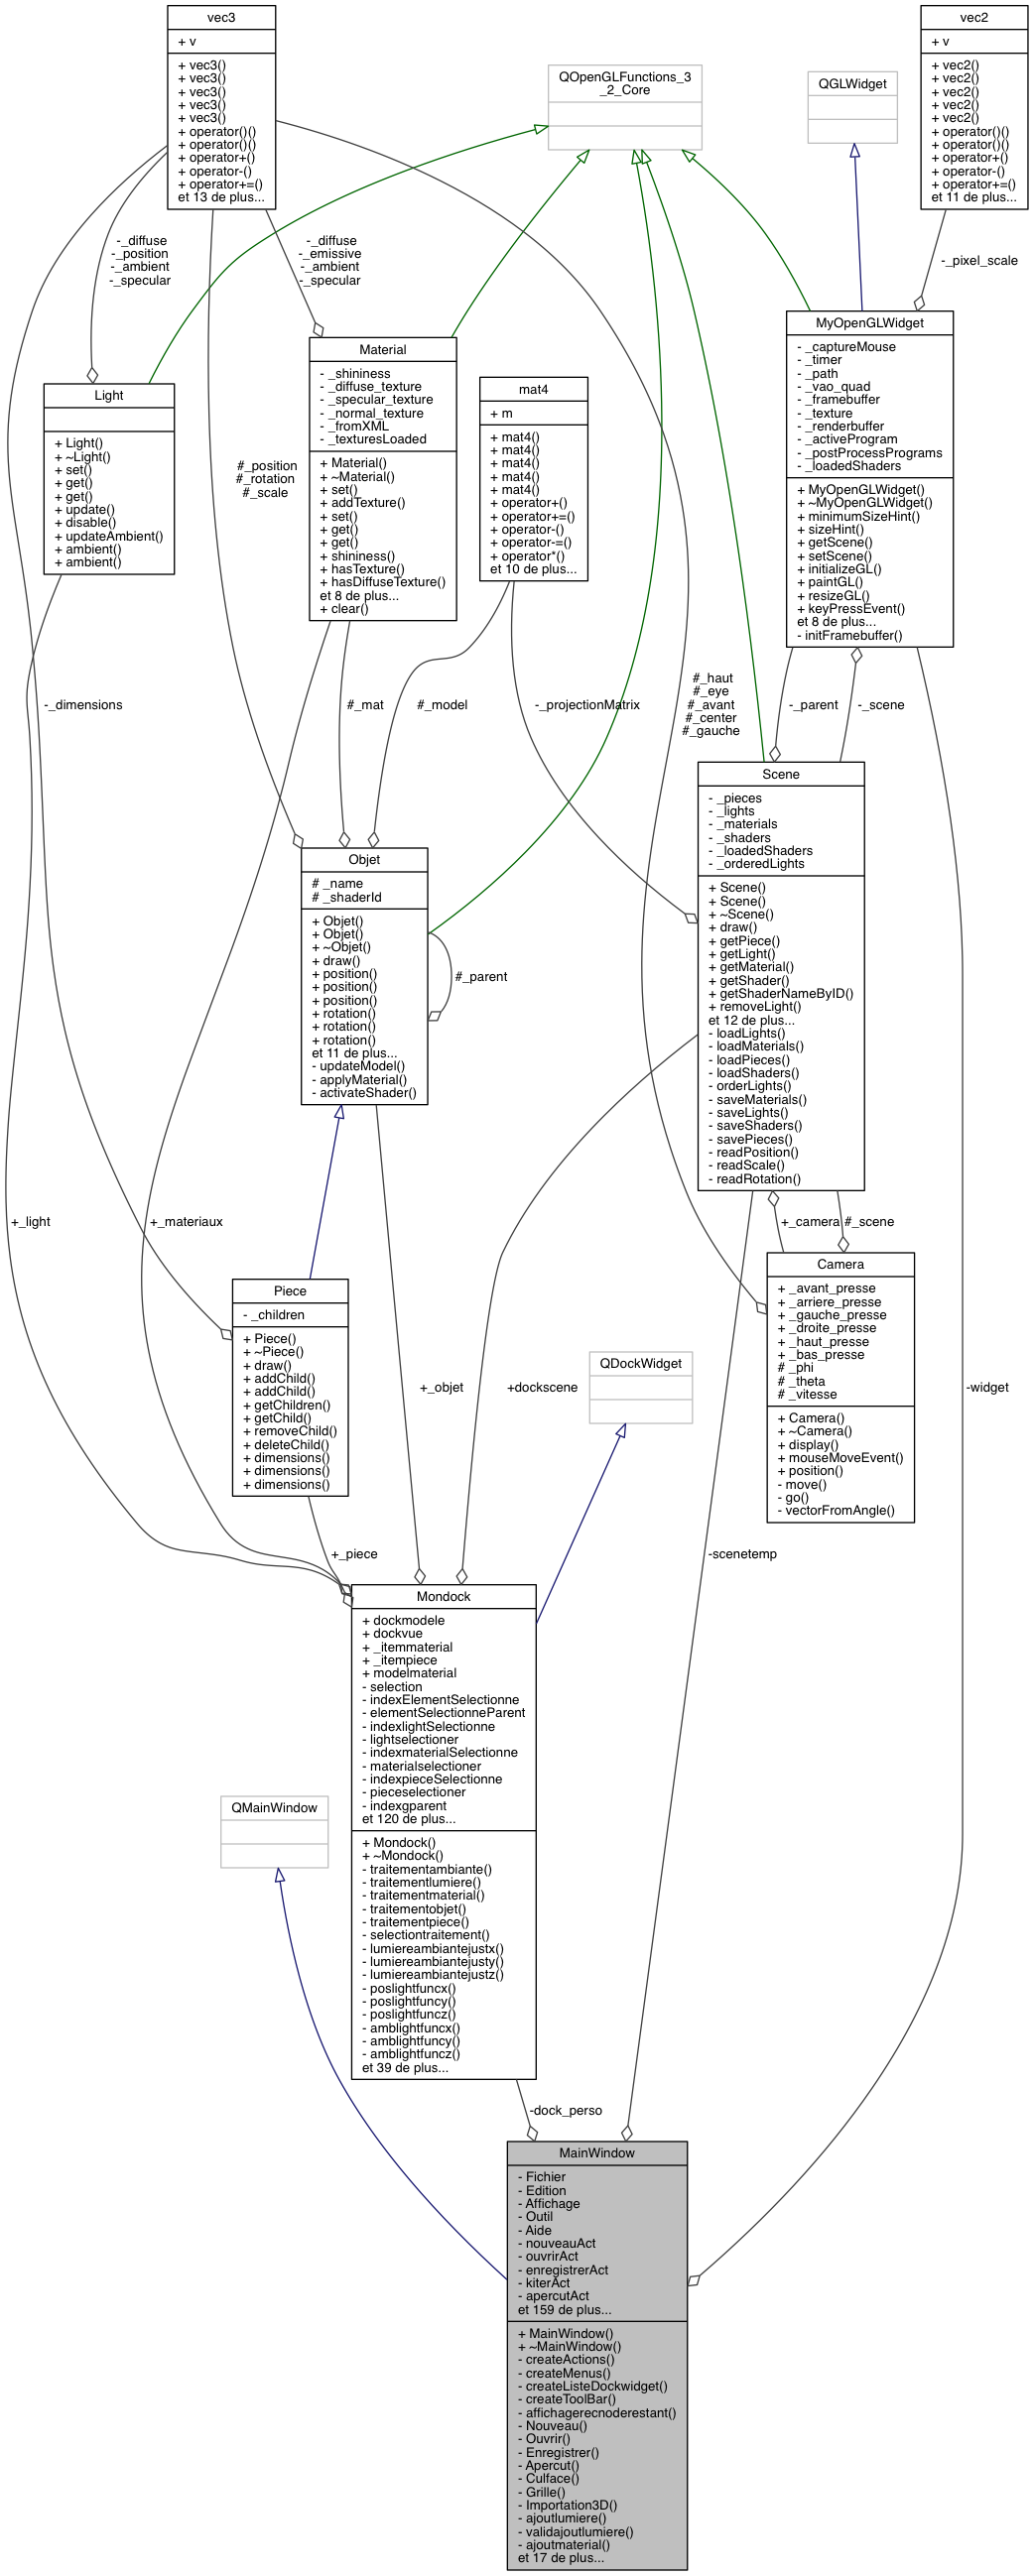 vec3
+ v
+ vec3()
+ vec3()
+ vec3()
+ vec3()
+ vec3()
+ operator()()
+ operator()()
+ operator+()
+ operator-()
+ operator+=()
et 13 de plus...
QOpenGLFunctions_3
_2_Core
QGLWidget
vec2
+ v
+ vec2()
+ vec2()
+ vec2()
+ vec2()
+ vec2()
+ operator()()
+ operator()()
+ operator+()
+ operator-()
+ operator+=()
et 11 de plus...
-_diffuse
-_position
-_ambient
-_specular
-_diffuse
-_emissive
-_ambient
-_specular
-_pixel_scale
Light
+ Light()
+ ~Light()
+ set()
+ get()
+ get()
+ update()
+ disable()
+ updateAmbient()
+ ambient()
+ ambient()
#_position
#_rotation
#_scale
Material
- _shininess
- _diffuse_texture
- _specular_texture
- _normal_texture
- _fromXML
- _texturesLoaded
+ Material()
+ ~Material()
+ set()
+ addTexture()
+ set()
+ get()
+ get()
+ shininess()
+ hasTexture()
+ hasDiffuseTexture()
et 8 de plus...
+ clear()
mat4
+ m
+ mat4()
+ mat4()
+ mat4()
+ mat4()
+ mat4()
+ operator+()
+ operator+=()
+ operator-()
+ operator-=()
+ operator*()
et 10 de plus...
MyOpenGLWidget
- _captureMouse
- _timer
- _path
- _vao_quad
- _framebuffer
- _texture
- _renderbuffer
- _activeProgram
- _postProcessPrograms
- _loadedShaders
+ MyOpenGLWidget()
+ ~MyOpenGLWidget()
+ minimumSizeHint()
+ sizeHint()
+ getScene()
+ setScene()
+ initializeGL()
+ paintGL()
+ resizeGL()
+ keyPressEvent()
et 8 de plus...
- initFramebuffer()
-_dimensions
#_mat
#_model
-_projectionMatrix
#_haut
#_eye
#_avant
#_center
#_gauche
-_parent
-_scene
Objet
# _name
# _shaderId
+ Objet()
+ Objet()
+ ~Objet()
+ draw()
+ position()
+ position()
+ position()
+ rotation()
+ rotation()
+ rotation()
et 11 de plus...
- updateModel()
- applyMaterial()
- activateShader()
#_parent
Scene
- _pieces
- _lights
- _materials
- _shaders
- _loadedShaders
- _orderedLights
+ Scene()
+ Scene()
+ ~Scene()
+ draw()
+ getPiece()
+ getLight()
+ getMaterial()
+ getShader()
+ getShaderNameByID()
+ removeLight()
et 12 de plus...
- loadLights()
- loadMaterials()
- loadPieces()
- loadShaders()
- orderLights()
- saveMaterials()
- saveLights()
- saveShaders()
- savePieces()
- readPosition()
- readScale()
- readRotation()
+_light
+_materiaux
+_camera
#_scene
Piece
- _children
+ Piece()
+ ~Piece()
+ draw()
+ addChild()
+ addChild()
+ getChildren()
+ getChild()
+ removeChild()
+ deleteChild()
+ dimensions()
+ dimensions()
+ dimensions()
Camera
+ _avant_presse
+ _arriere_presse
+ _gauche_presse
+ _droite_presse
+ _haut_presse
+ _bas_presse
# _phi
# _theta
# _vitesse
+ Camera()
+ ~Camera()
+ display()
+ mouseMoveEvent()
+ position()
- move()
- go()
- vectorFromAngle()
QDockWidget
+_objet
+dockscene
-widget
+_piece
-scenetemp
Mondock
+ dockmodele
+ dockvue
+ _itemmaterial
+ _itempiece
+ modelmaterial
- selection
- indexElementSelectionne
- elementSelectionneParent
- indexlightSelectionne
- lightselectioner
- indexmaterialSelectionne
- materialselectioner
- indexpieceSelectionne
- pieceselectioner
- indexgparent
et 120 de plus...
+ Mondock()
+ ~Mondock()
- traitementambiante()
- traitementlumiere()
- traitementmaterial()
- traitementobjet()
- traitementpiece()
- selectiontraitement()
- lumiereambiantejustx()
- lumiereambiantejusty()
- lumiereambiantejustz()
- poslightfuncx()
- poslightfuncy()
- poslightfuncz()
- amblightfuncx()
- amblightfuncy()
- amblightfuncz()
et 39 de plus...
QMainWindow
-dock_perso
MainWindow
- Fichier
- Edition
- Affichage
- Outil
- Aide
- nouveauAct
- ouvrirAct
- enregistrerAct
- kiterAct
- apercutAct
et 159 de plus...
+ MainWindow()
+ ~MainWindow()
- createActions()
- createMenus()
- createListeDockwidget()
- createToolBar()
- affichagerecnoderestant()
- Nouveau()
- Ouvrir()
- Enregistrer()
- Apercut()
- Culface()
- Grille()
- Importation3D()
- ajoutlumiere()
- validajoutlumiere()
- ajoutmaterial()
et 17 de plus...